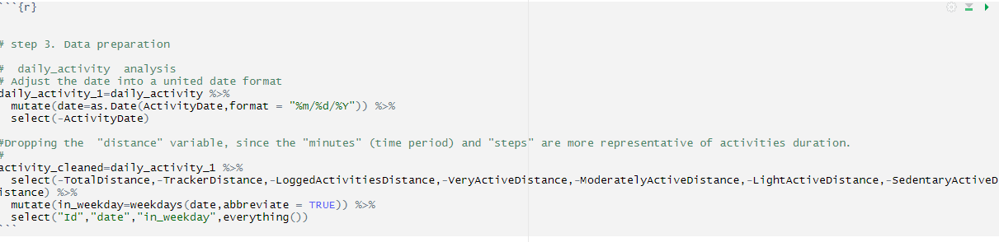 ```{r}
# step 3. Data preparation
#  daily_activity  analysis
# Adjust the date into a united date format
daily_activity_1=daily_activity %>%
  mutate(date=as.Date(ActivityDate,format = "%m/%d/%Y")) %>%
  select(-ActivityDate)
#Dropping the  "distance" variable, since the "minutes" (time period) and "steps" are more representative of activities duration.
#
activity_cleaned=daily_activity_1 %>%
  select(-TotalDistance,-TrackerDistance,-LoggedActivitiesDistance,-VeryActiveDistance,-ModeratelyActiveDistance,-LightActiveDistance,-SedentaryActiveD
istance) %>%
  mutate(in_weekday=weekdays(date,abbreviate = TRUE)) %>%
  select("Id","date","in_weekday",everything())
```